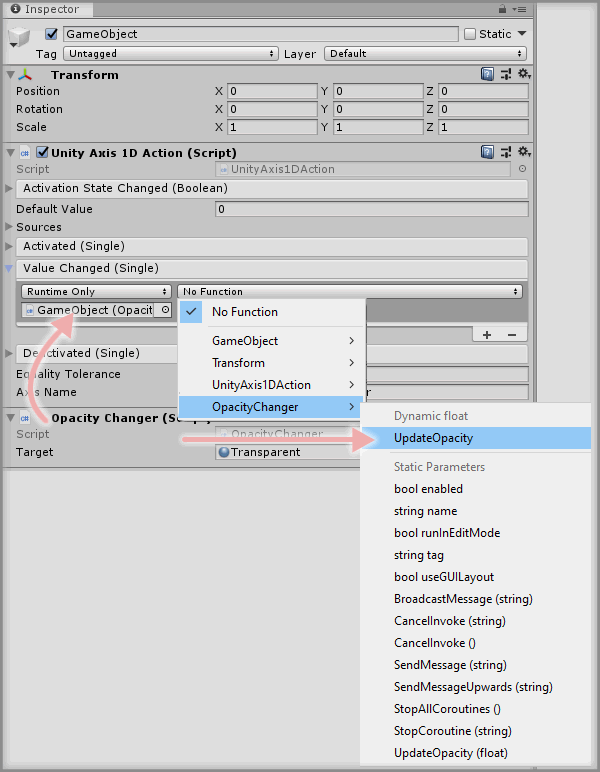 Inspector
GameObject
Static
Tag Untagged Layer Default
Transform
Position X 0 Y 0 Z 0
Rotation X 0 Y 0 Z 0
Scale X 1 Y 1 Z 1
c# Unity Axis 1D Action (Script)
Script UnityAxis1DAction
Activation State Changed (Boolean)
Default Value 0
Sources
Activated (Single)
Value Changed (Single)
Runtime Only No Function
GameObject (Opacit
No Function
+ −
GameObject
Deactivated (Single)
Transform
Equality Tolerance
UnityAxis1DAction
Axis Name
OpacityChanger
c# Opacity Changer (Script)
Dynamic float
Script OpacityChanger
UpdateOpacity
Target Transparent
Static Parameters
bool enabled
string name
bool runInEditMode
string tag
bool useGUILayout
BroadcastMessage (string)
CancelInvoke (string)
CancelInvoke ()
SendMessage (string)
SendMessageUpwards (string)
StopAllCoroutines ()
StopCoroutine (string)
UpdateOpacity (float)